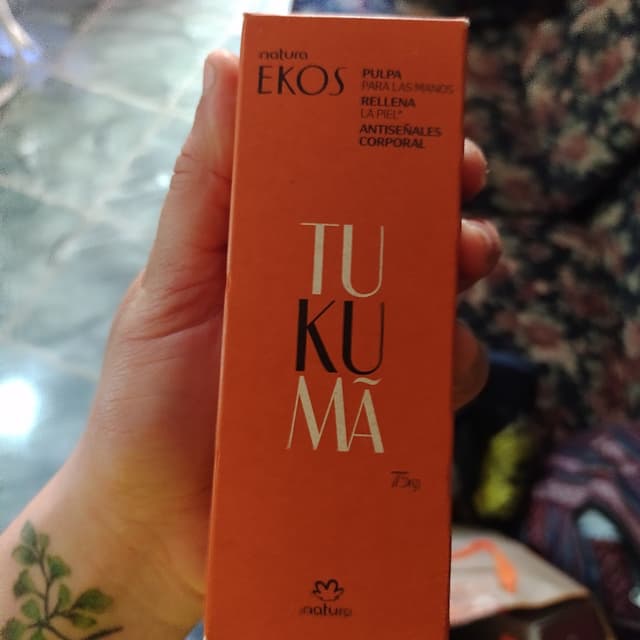 natura
EKOS
PULPA
PARA LAS MANOS
RELLENA
LA PIEL*
ANTISEÑALES
CORPORAL
TU
KU
MÃ
75g
natura